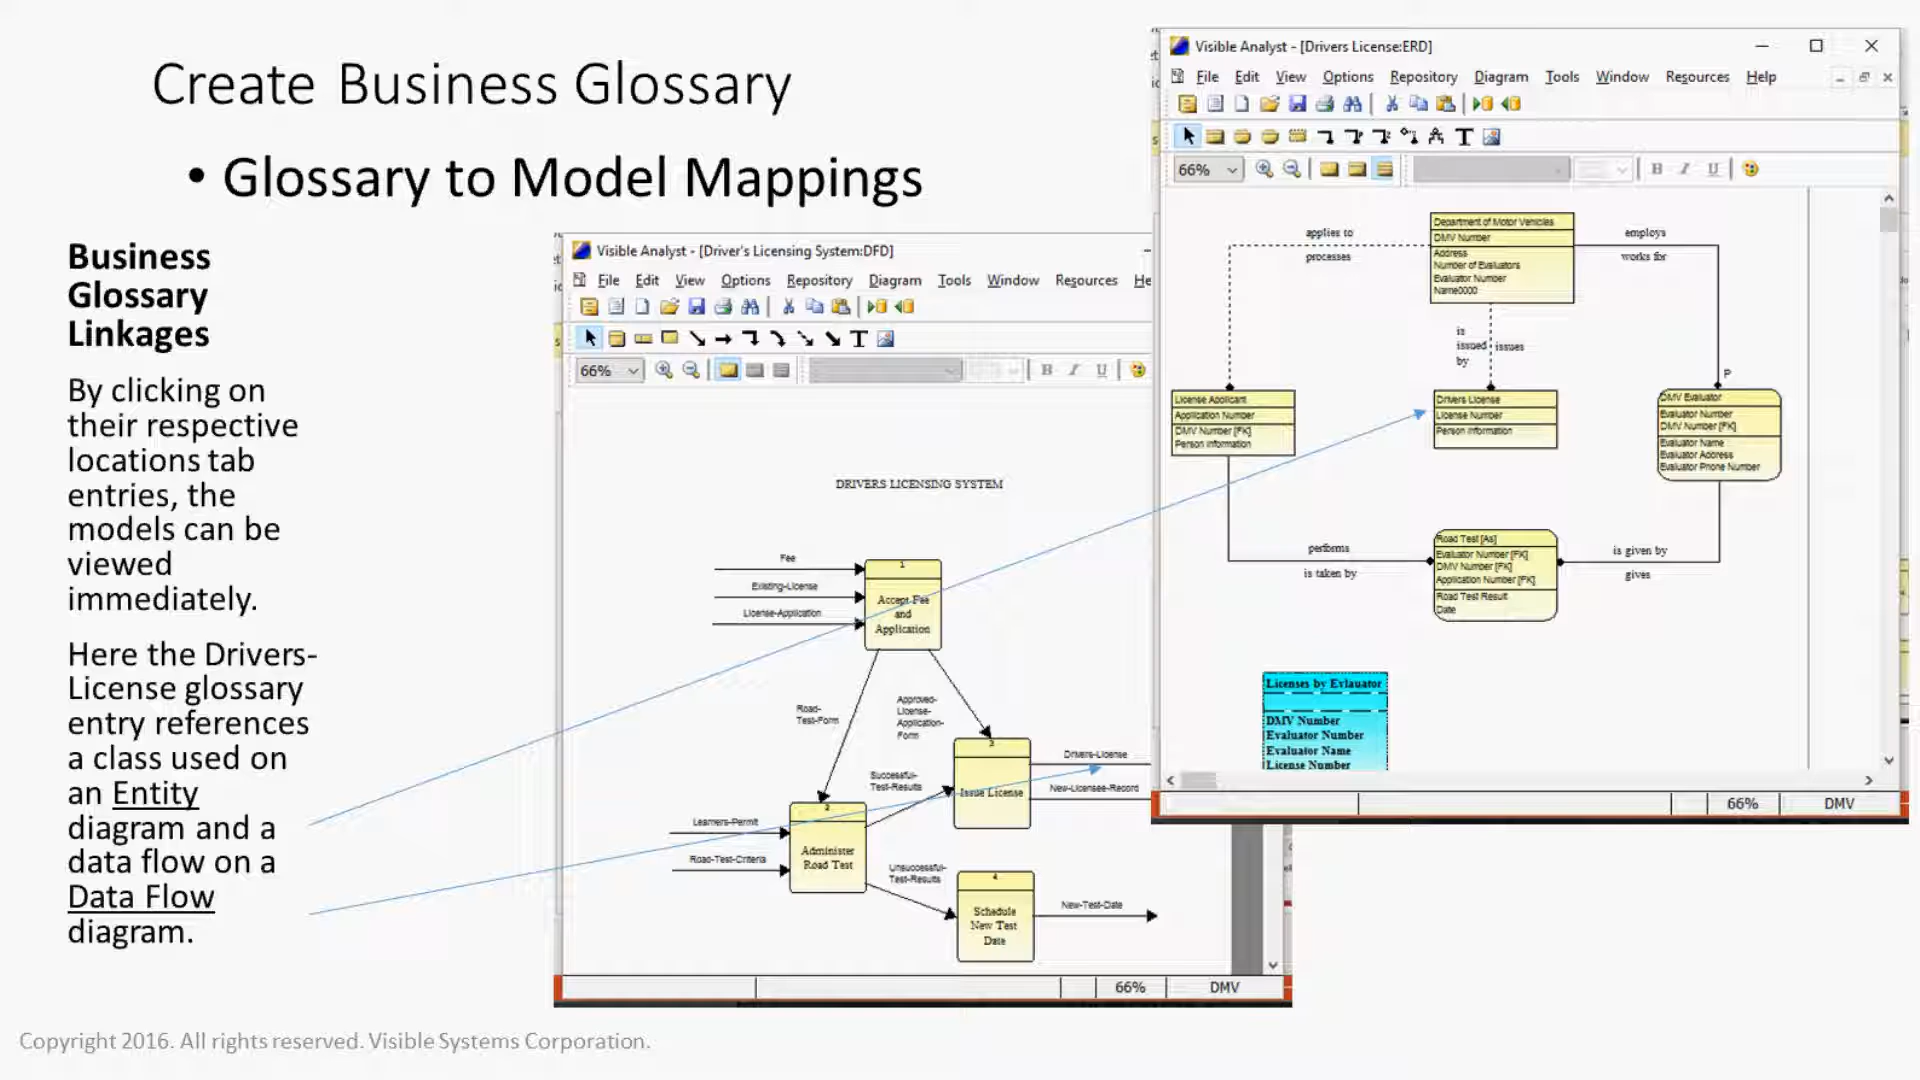 Create Business Glossary
• Glossary to Model Mappings
Business
Glossary
Linkages
By clicking on
their respective
locations tab
entries, the
models can be
viewed
immediately.
Here the Drivers-
License glossary
entry references
a class used on
an Entity
diagram and a
data flow on a
Data Flow
diagram.
Visible Analyst - [Driver's Licensing System:DFD]
File Edit View Options Repository Diagram Tools Window Resources He
66%
B I U
DRIVERS LICENSING SYSTEM
Fee
Existing-License
License-Application
1
Accept Fee
and
Application
Road-
Test-Form
Approved-
License-
Application-
Form
Successful-
Test-Results
3
Issue License
Drivers-License
New-Licensee-Record
Learners-Permit
Road-Test-Criteria
2
Administer
Road Test
Unsuccessful-
Test-Results
4
Schedule
New Test
Date
New-Test-Date
66% DMV
Visible Analyst - [Drivers License:ERD]
File Edit View Options Repository Diagram Tools Window Resources Help
66%
B I U
applies to
processes
Department of Motor Vehicles
DMV Number
Address
Number of Evaluators
Evaluator Number
Name0000
employs
works for
is
issued
by
issues
P
License Applicant
Application Number
DMV Number [FK]
Person Information
Drivers License
License Number
Person Information
DMV Evaluator
Evaluator Number
DMV Number [FK]
Evaluator Name
Evaluator Address
Evaluator Phone Number
performs
is taken by
Road Test [As]
Evaluator Number [FK]
DMV Number [FK]
Application Number [FK]
Road Test Result
Date
is given by
gives
Licenses by Evlauator
DMV Number
Evaluator Number
Evaluator Name
License Number
66% DMV
Copyright 2016. All rights reserved. Visible Systems Corporation.